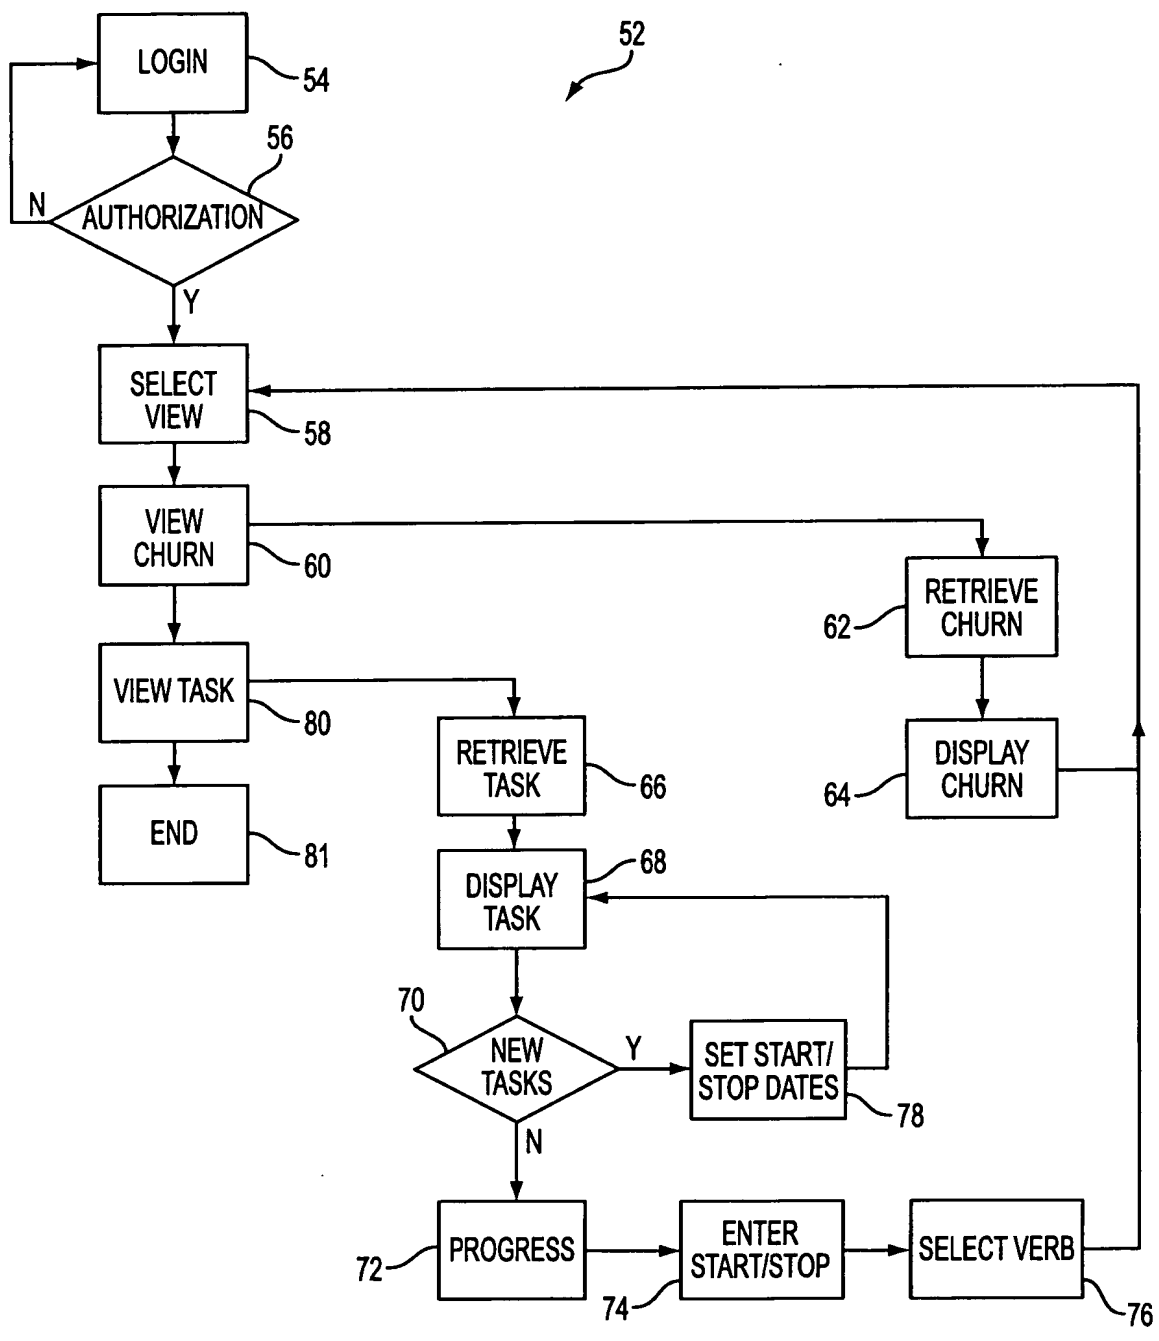 52
LOGIN
54
56
AUTHORIZATION
N
Y
SELECT
VIEW
58
VIEW
CHURN
60
RETRIEVE
CHURN
62
VIEW TASK
80
RETRIEVE
TASK
66
DISPLAY
CHURN
64
END
81
DISPLAY
TASK
68
70
NEW
TASKS
Y
SET START/
STOP DATES
78
N
PROGRESS
72
ENTER
START/STOP
74
SELECT VERB
76